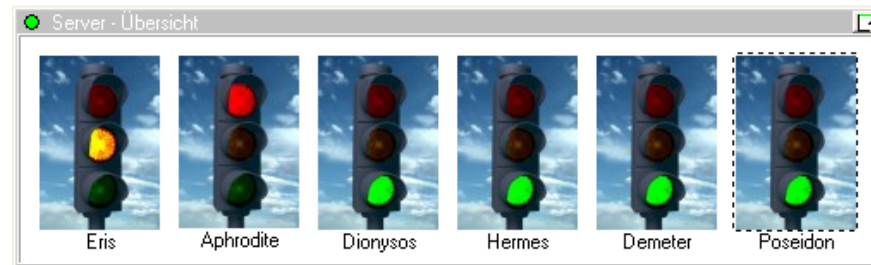 Server - Übersicht
Eris
Aphrodite
Dionysos
Hermes
Demeter
Poseidon